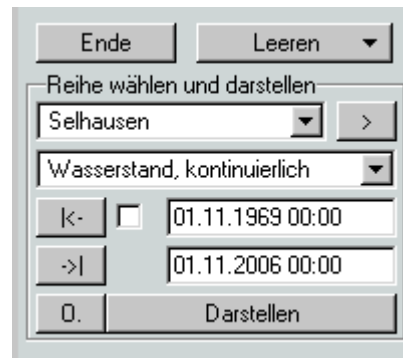 Ende Leeren
Reihe wählen und darstellen
Selhausen >
Wasserstand, kontinuierlich
|<- 01.11.1969 00:00
->| 01.11.2006 00:00
O. Darstellen